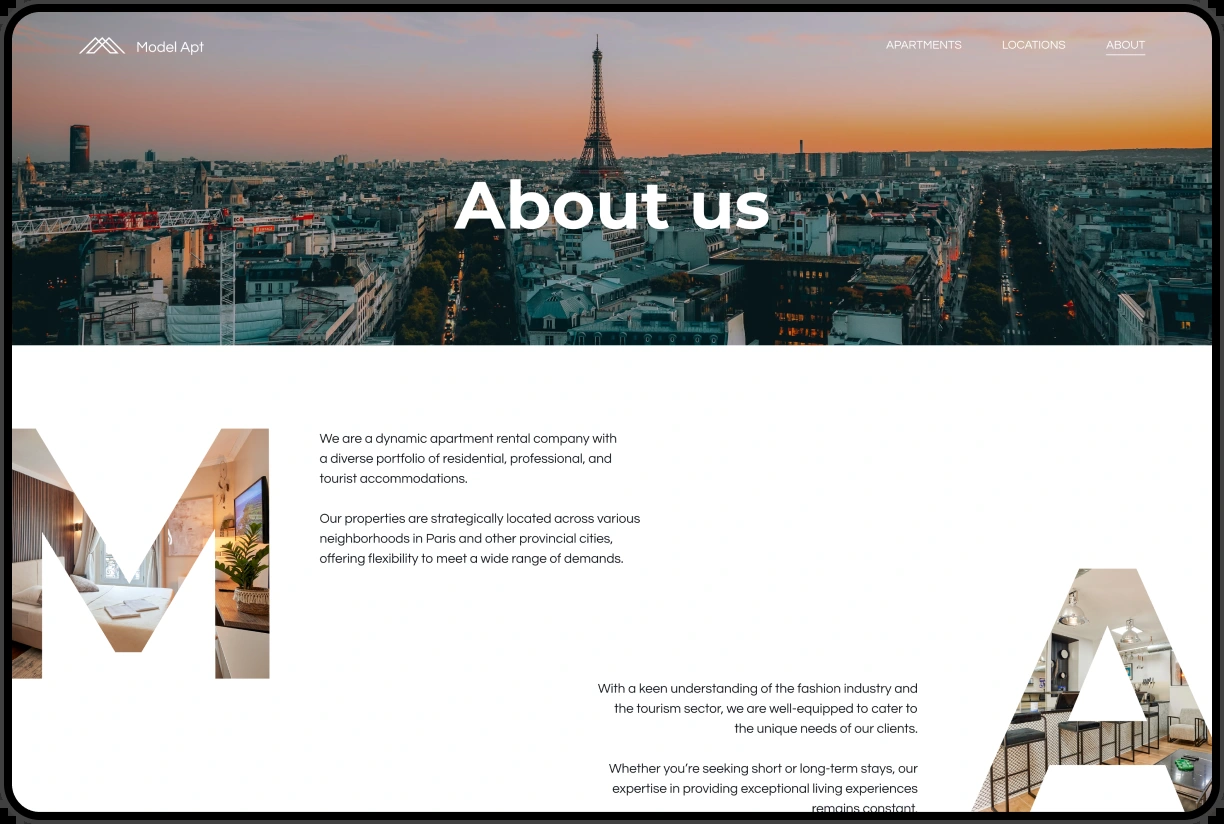 Model Apt
APARTMENTS
LOCATIONS
ABOUT
About us
We are a dynamic apartment rental company with
a diverse portfolio of residential, professional, and
tourist accommodations.
Our properties are strategically located across various
neighborhoods in Paris and other provincial cities,
offering flexibility to meet a wide range of demands.
With a keen understanding of the fashion industry and
the tourism sector, we are well-equipped to cater to
the unique needs of our clients.
Whether you’re seeking short or long-term stays, our
expertise in providing exceptional living experiences
remains constant.
M
A